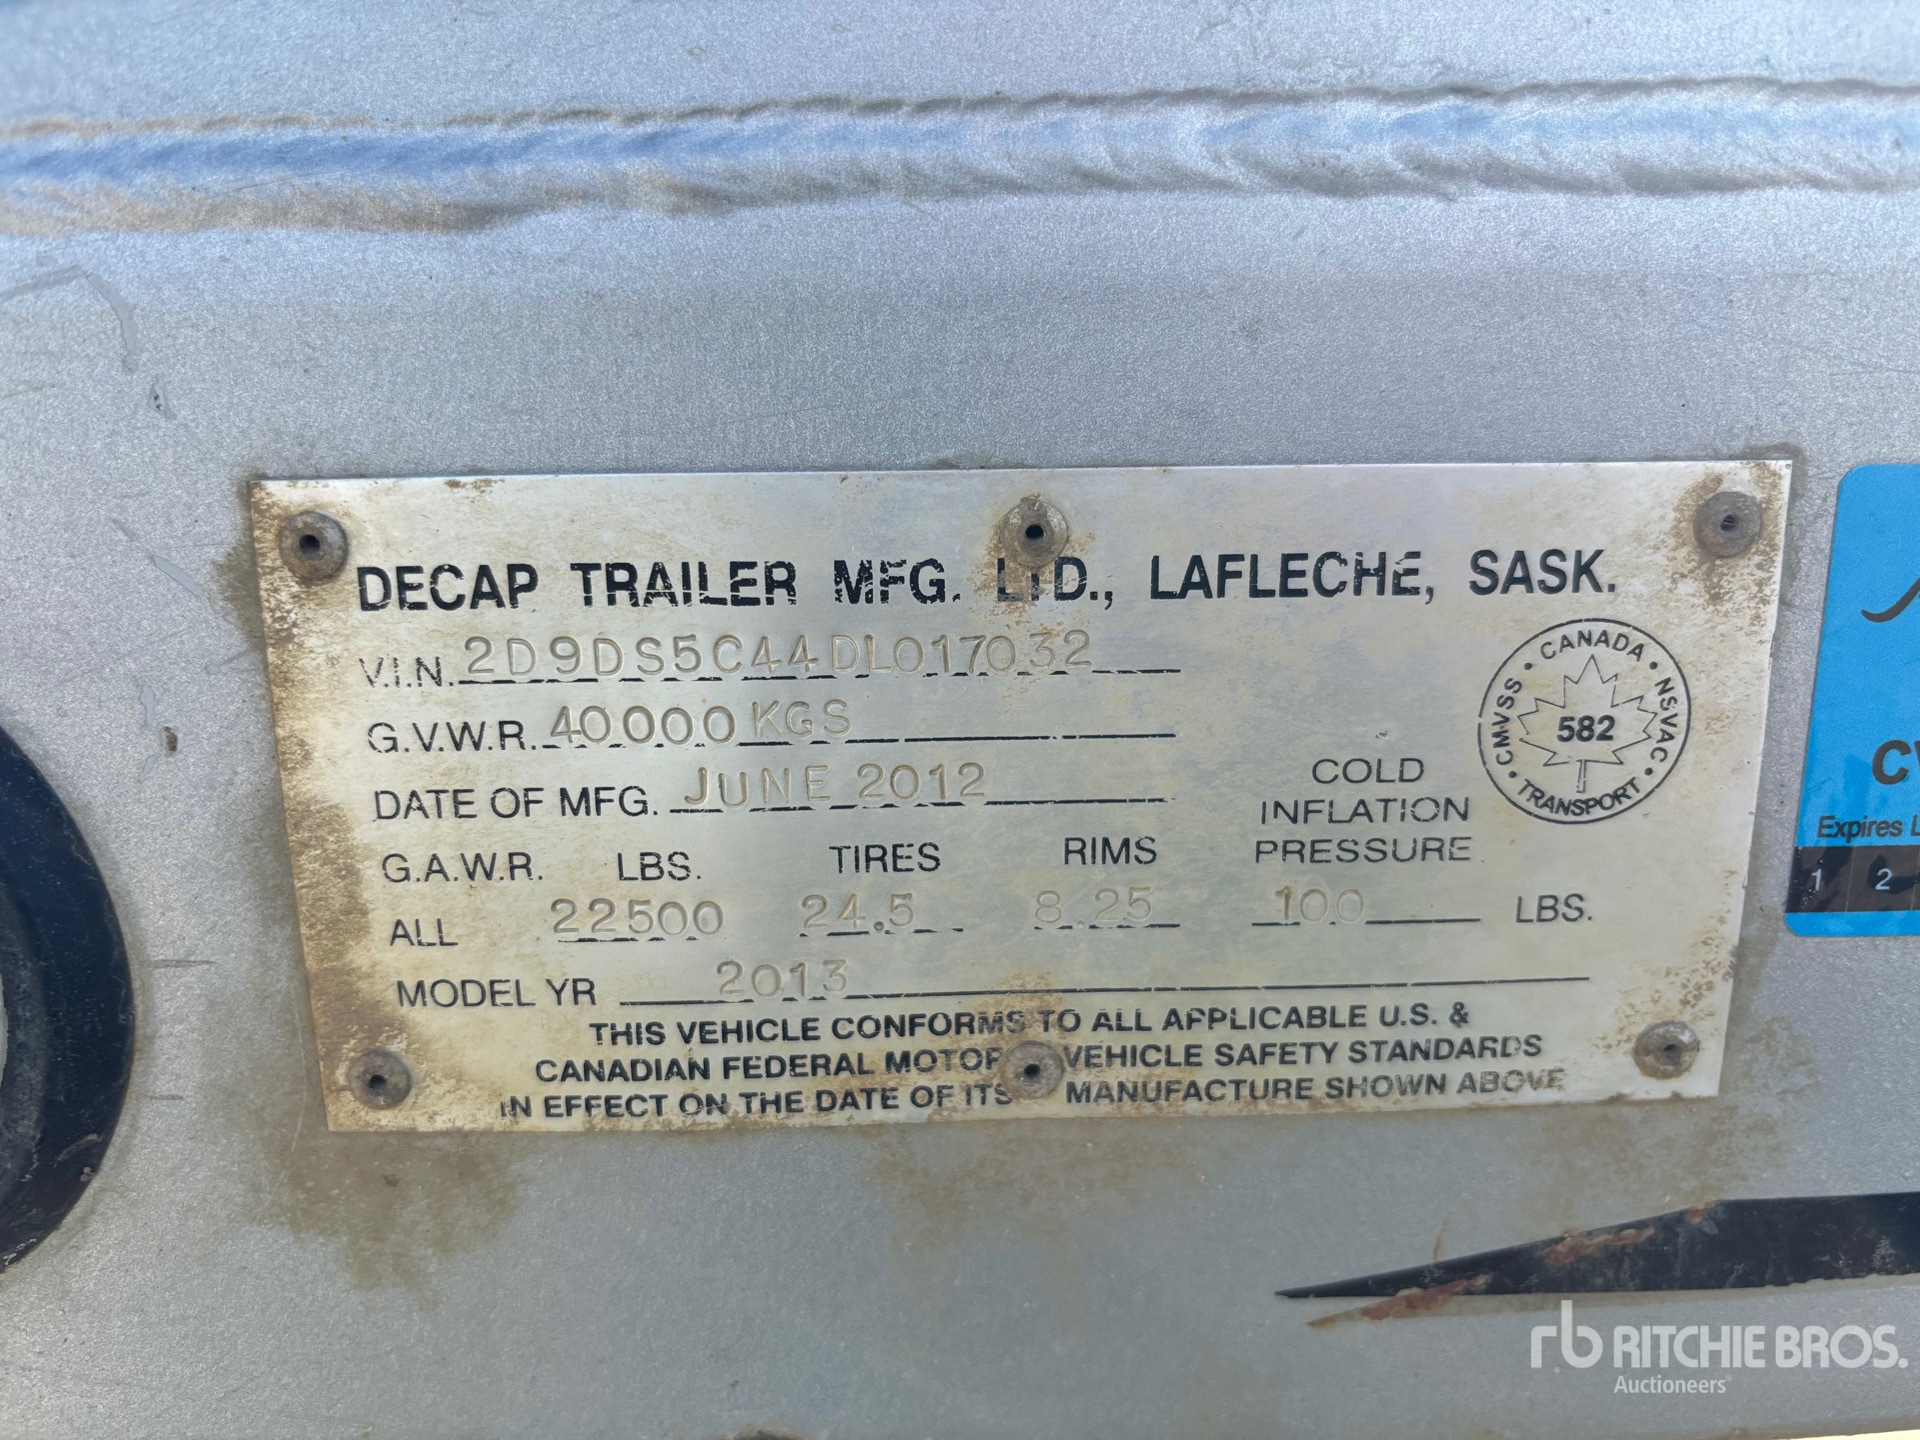 DECAP TRAILER MFG. LTD., LAFLECHE, SASK.
V.I.N. 2D9DS5C44DL017032
G.V.W.R. 40000KGS
DATE OF MFG. JUNE 2012
CANADA • NSVAC • TRANSPORT • CMVSS •
582
G.A.W.R. LBS. TIRES RIMS COLD INFLATION PRESSURE
ALL 22500 24.5 8.25 100 LBS.
MODEL YR 2013
THIS VEHICLE CONFORMS TO ALL APPLICABLE U.S. &
CANADIAN FEDERAL MOTOR VEHICLE SAFETY STANDARDS
IN EFFECT ON THE DATE OF ITS MANUFACTURE SHOWN ABOVE
Expires
1 2
rb RITCHIE BROS.
Auctioneers